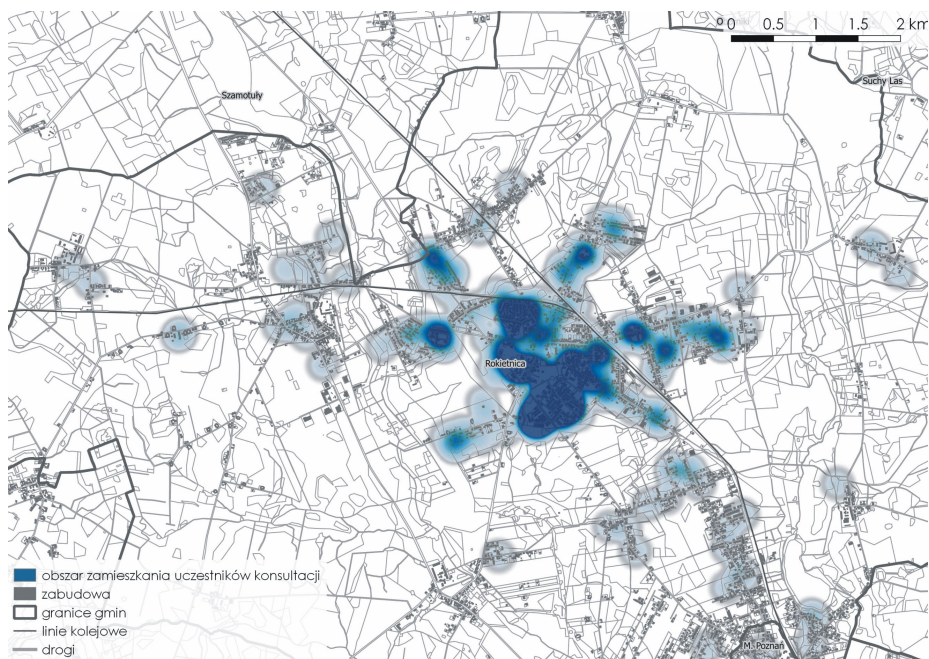 0 0.5 1 1.5 2 km
Suchy Las
Szamotuły
Rokietnica
obszar zamieszkania uczestników konsultacji
zabudowa
granice gmin
linie kolejowe
drogi
M. Poznań